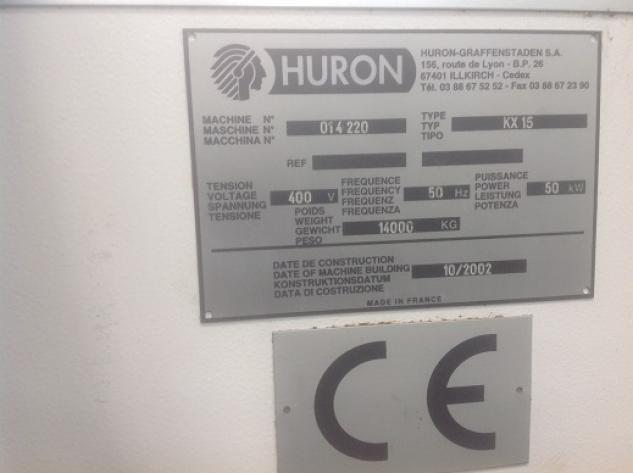 HURON
HURON-GRAFFENSTADEN S.A.
156, route de Lyon - B.P. 26
67401 ILLKIRCH - Cedex
Tél. 03 88 67 52 52 - Fax 03 88 67 23 90
MACHINE N°
MASCHINE N° 014220
MACCHINA N°
TYPE
TYP KX 15
TIPO
REF
TENSION
VOLTAGE 400 V
SPANNUNG
TENSIONE
FREQUENCE
FREQUENCY 50 Hz
FREQUENZ
FREQUENZA
PUISSANCE
POWER 50 kW
LEISTUNG
POTENZA
POIDS
WEIGHT
GEWICHT 14000 KG
PESO
DATE DE CONSTRUCTION
DATE OF MACHINE BUILDING 10/2002
KONSTRUKTIONSDATUM
DATA DI COSTRUZIONE
MADE IN FRANCE
CE